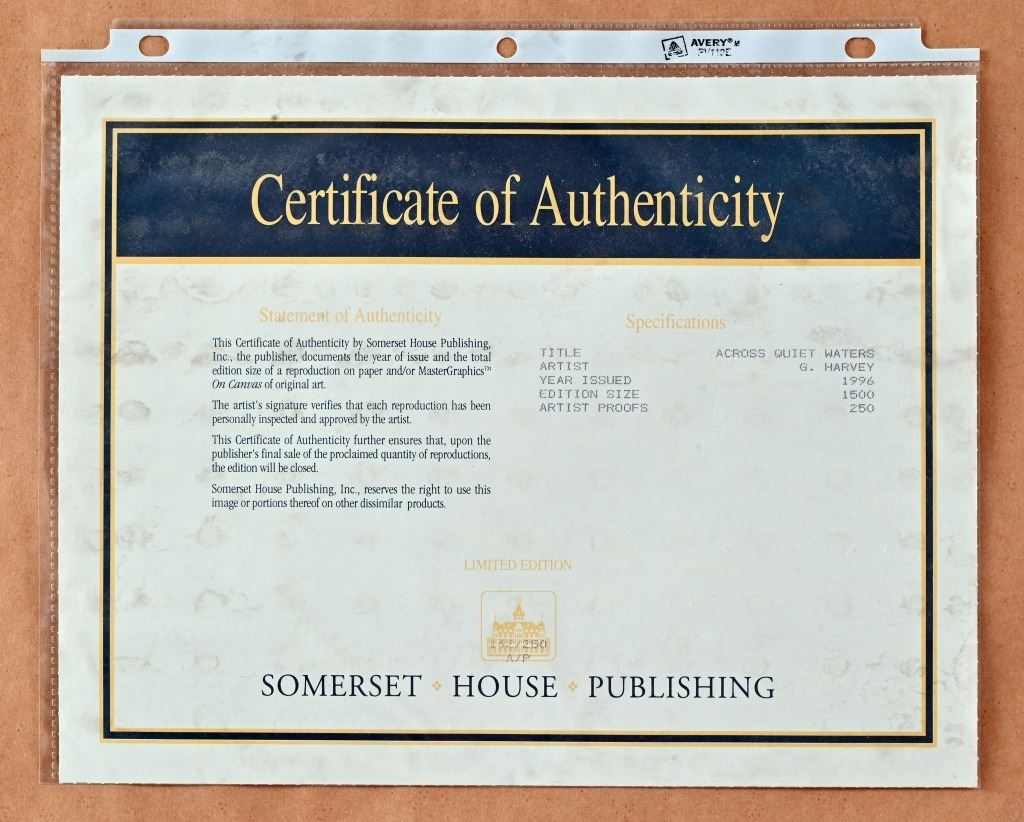 AVERY®
Certificate of Authenticity
Statement of Authenticity
This Certificate of Authenticity by Somerset House Publishing,
Inc., the publisher, documents the year of issue and the total
edition size of a reproduction on paper and/or MasterGraphics™
On Canvas of original art.
The artist's signature verifies that each reproduction has been
personally inspected and approved by the artist.
This Certificate of Authenticity further ensures that, upon the
publisher's final sale of the proclaimed quantity of reproductions,
the edition will be closed.
Somerset House Publishing, Inc., reserves the right to use this
image or portions thereof on other dissimilar products.
Specifications
TITLE ACROSS QUIET WATERS
ARTIST G. HARVEY
YEAR ISSUED 1996
EDITION SIZE 1500
ARTIST PROOFS 250
LIMITED EDITION
A/P
SOMERSET HOUSE PUBLISHING